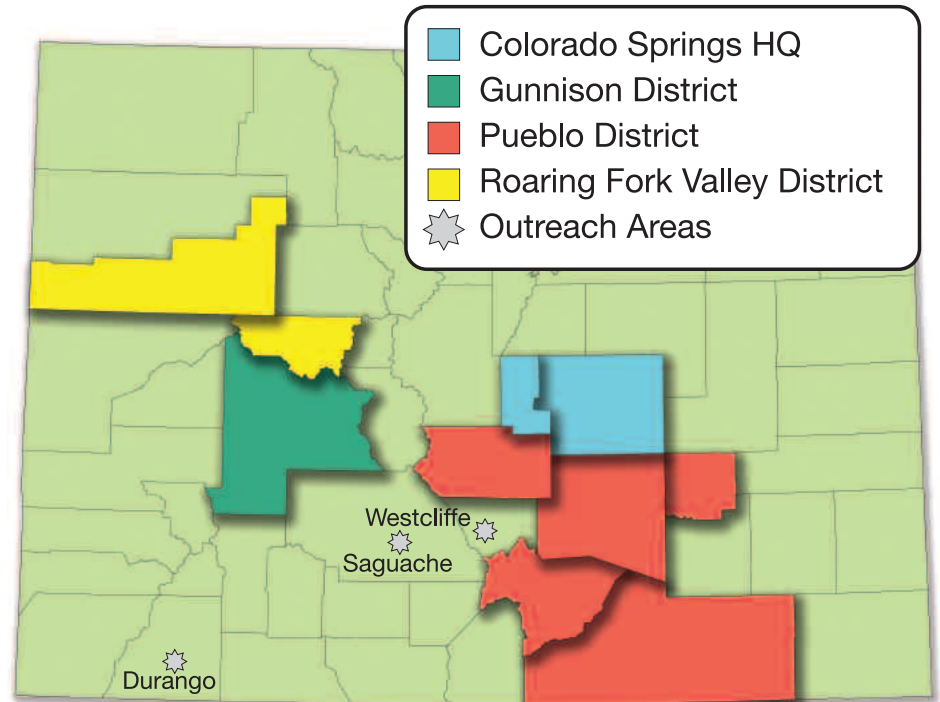 Colorado Springs HQ
Gunnison District
Pueblo District
Roaring Fork Valley District
Outreach Areas
Westcliffe
Saguache
Durango